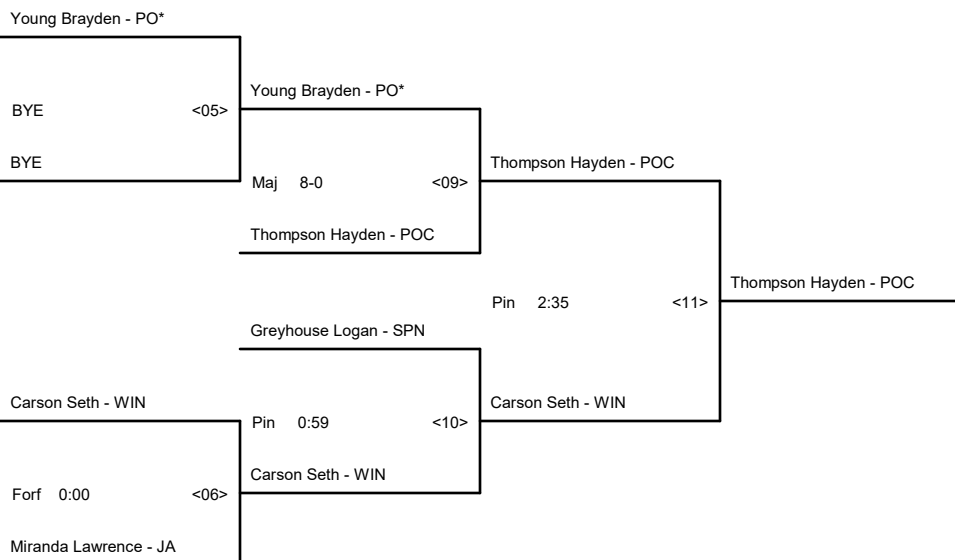 Young Brayden - PO*
Young Brayden - PO*
BYE <05>
BYE
Thompson Hayden - POC
Maj 8-0 <09>
Thompson Hayden - POC
Thompson Hayden - POC
Pin 2:35 <11>
Greyhouse Logan - SPN
Carson Seth - WIN
Carson Seth - WIN
Pin 0:59 <10>
Carson Seth - WIN
Forf 0:00 <06>
Miranda Lawrence - JA